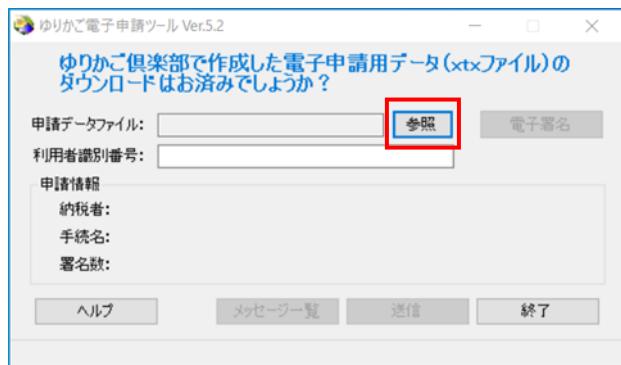 ゆりかご電子申請ツール Ver.5.2
ゆりかご倶楽部で作成した電子申請用データ(xtxファイル)の
ダウンロードはお済みでしょうか?
申請データファイル: 参照 電子署名
利用者識別番号:
申請情報
納税者:
手続名:
署名数:
ヘルプ メッセージ一覧 送信 終了